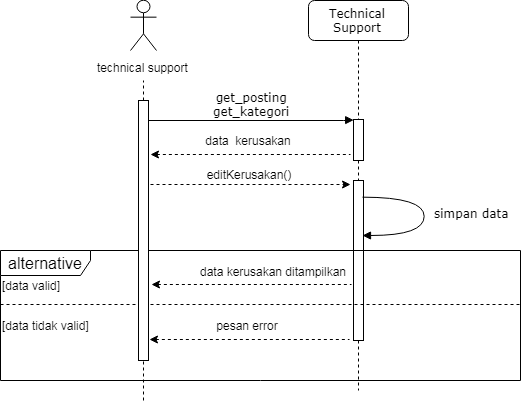 Technical
Support
technical support
get_posting
get_kategori
data kerusakan
editKerusakan()
simpan data
alternative
data kerusakan ditampilkan
[data valid]
[data tidak valid]
pesan error